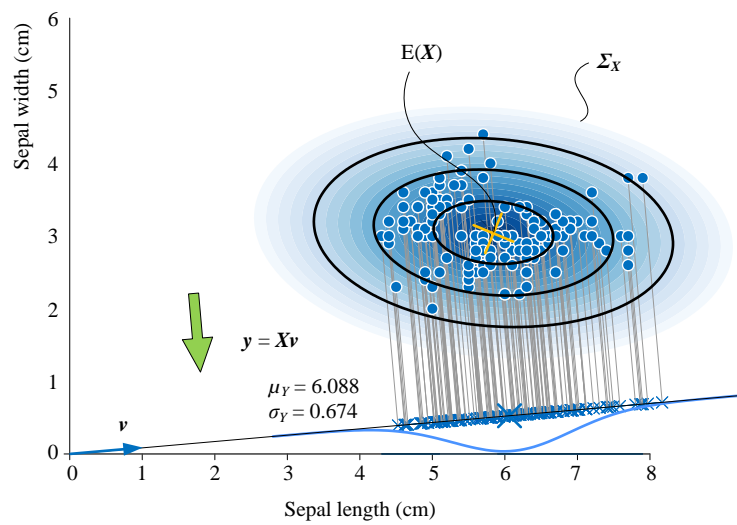 Sepal width (cm)
6
5
4
3
2
1
0
E(X)
Σ_X
y = Xv
μ_Y = 6.088
σ_Y = 0.674
v
0 1 2 3 4 5 6 7 8
Sepal length (cm)